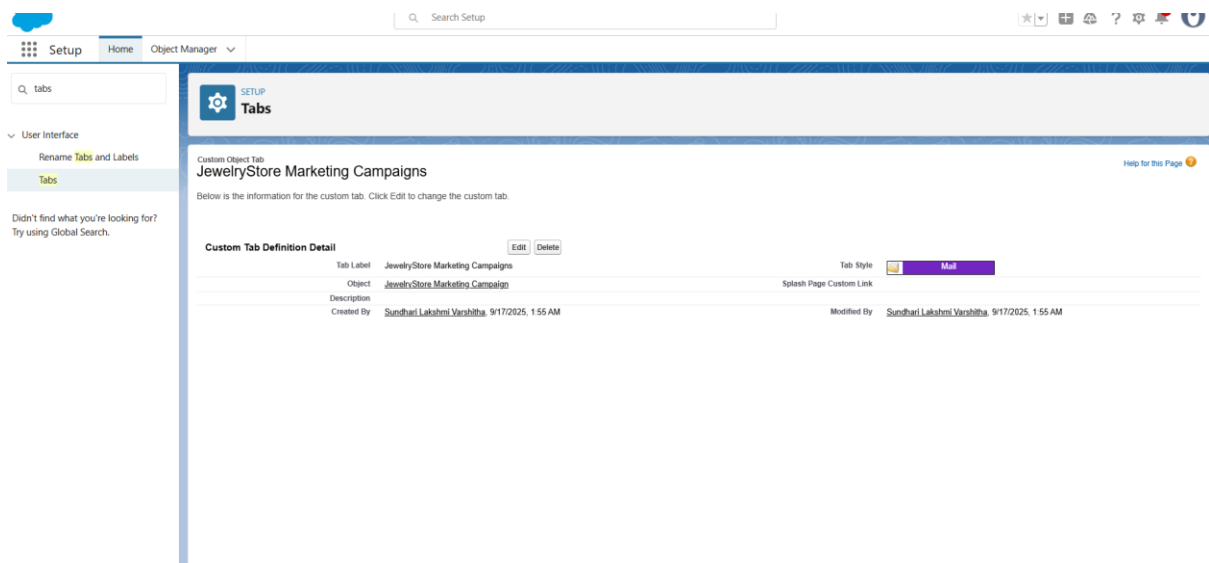 Search Setup
Setup Home Object Manager
tabs
SETUP
Tabs
User Interface
Rename Tabs and Labels
Tabs
Didn't find what you're looking for?
Try using Global Search.
Custom Object Tab
JewelryStore Marketing Campaigns
Help for this Page
Below is the information for the custom tab. Click Edit to change the custom tab.
Custom Tab Definition Detail Edit Delete
Tab Label JewelryStore Marketing Campaigns Tab Style Mail
Object JewelryStore Marketing Campaign Splash Page Custom Link
Description
Created By Sundhari Lakshmi Varshitha, 9/17/2025, 1:55 AM Modified By Sundhari Lakshmi Varshitha, 9/17/2025, 1:55 AM